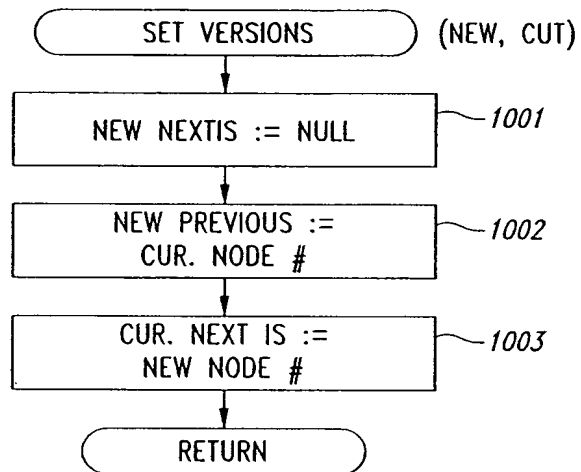 SET VERSIONS (NEW, CUT)
NEW NEXTIS := NULL
1001
NEW PREVIOUS :=
CUR. NODE #
1002
CUR. NEXT IS :=
NEW NODE #
1003
RETURN